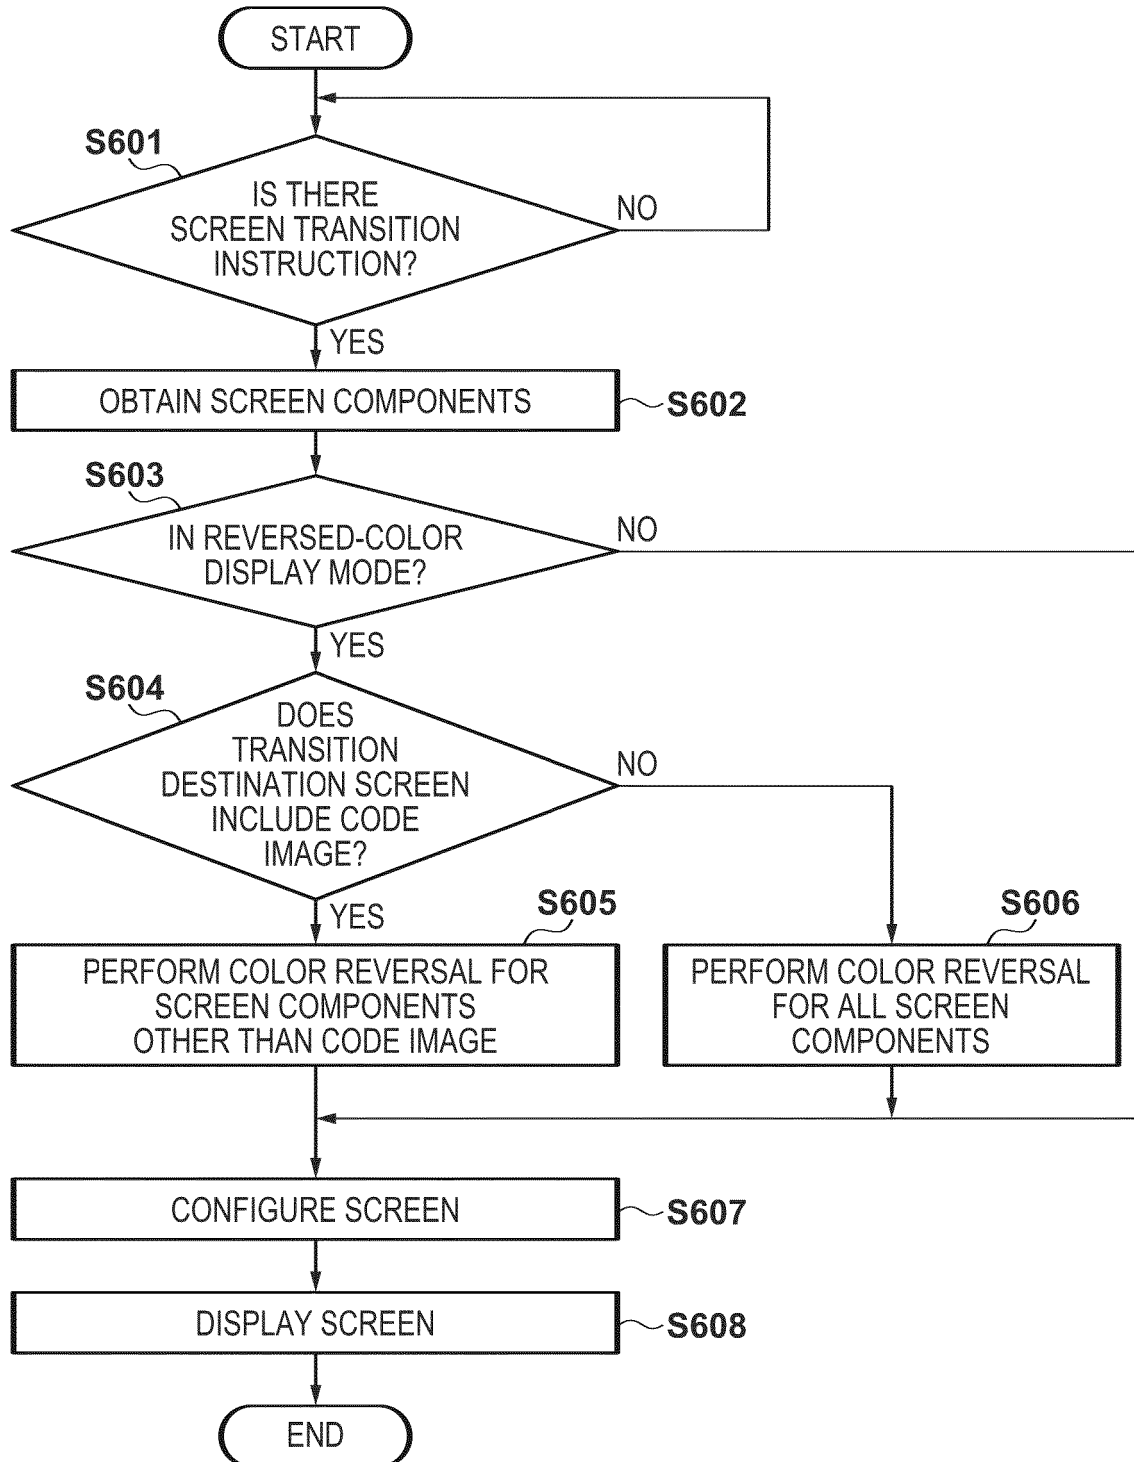 START
S601
IS THERE
SCREEN TRANSITION
INSTRUCTION?
NO
YES
OBTAIN SCREEN COMPONENTS
S602
S603
IN REVERSED-COLOR
DISPLAY MODE?
NO
YES
S604
DOES
TRANSITION
DESTINATION SCREEN
INCLUDE CODE
IMAGE?
NO
YES
S605
PERFORM COLOR REVERSAL FOR
SCREEN COMPONENTS
OTHER THAN CODE IMAGE
S606
PERFORM COLOR REVERSAL
FOR ALL SCREEN
COMPONENTS
CONFIGURE SCREEN
S607
DISPLAY SCREEN
S608
END